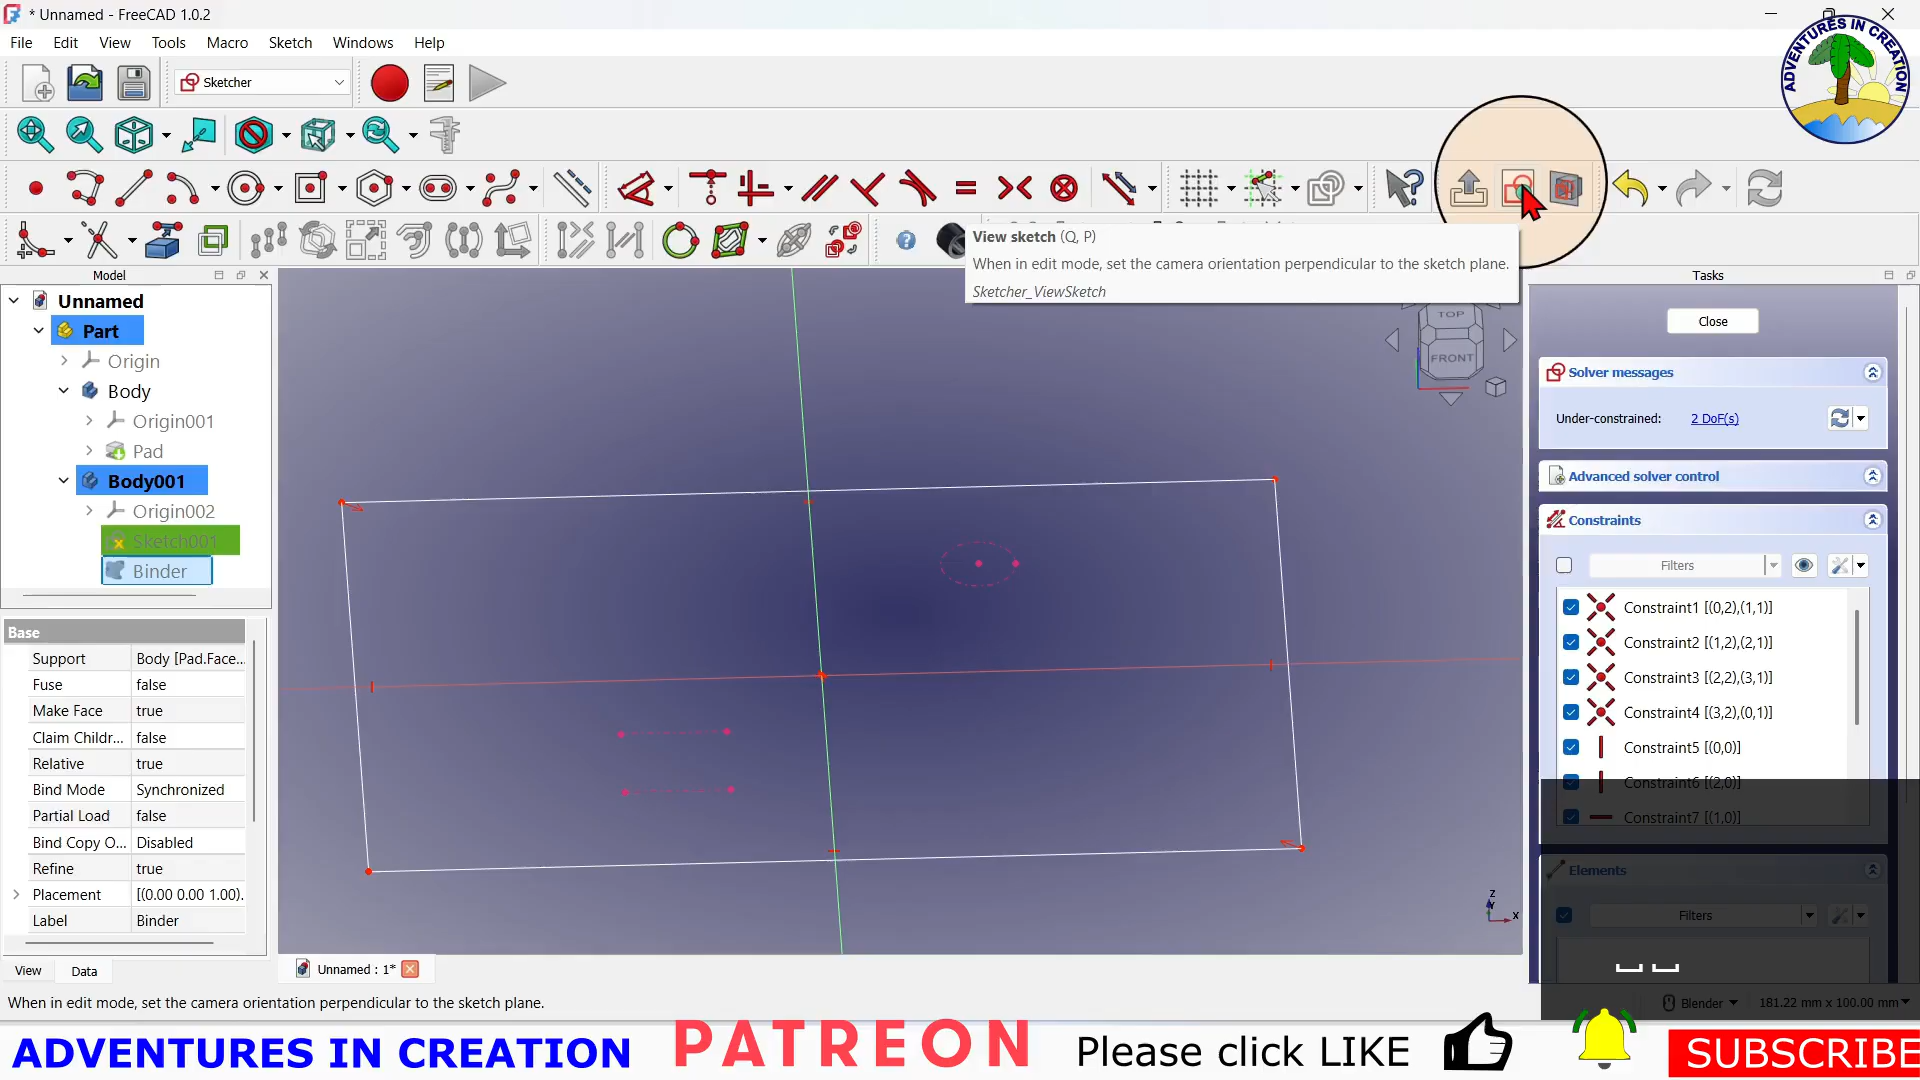 * Unnamed - FreeCAD 1.0.2
File Edit View Tools Macro Sketch Windows Help
Sketcher
ADVENTURES IN CREATION
View sketch (Q, P)
When in edit mode, set the camera orientation perpendicular to the sketch plane.
Sketcher_ViewSketch
Model
Unnamed
Part
Origin
Body
Origin001
Pad
Body001
Origin002
Sketch001
Binder
Base
Support Body [Pad.Face...
Fuse false
Make Face true
Claim Childr... false
Relative true
Bind Mode Synchronized
Partial Load false
Bind Copy O... Disabled
Refine true
Placement [(0.00 0.00 1.00).
Label Binder
View Data
TOP
FRONT
Z
Y
X
Unnamed : 1*
Tasks
Close
Solver messages
Under-constrained: 2 DoF(s)
Advanced solver control
Constraints
Filters
Constraint1 [(0,2),(1,1)]
Constraint2 [(1,2),(2,1)]
Constraint3 [(2,2),(3,1)]
Constraint4 [(3,2),(0,1)]
Constraint5 [(0,0)]
Constraint6 [(2,0)]
Constraint7 [(1,0)]
Elements
Filters
When in edit mode, set the camera orientation perpendicular to the sketch plane.
Blender 181.22 mm x 100.00 mm
ADVENTURES IN CREATION PATREON Please click LIKE SUBSCRIBE